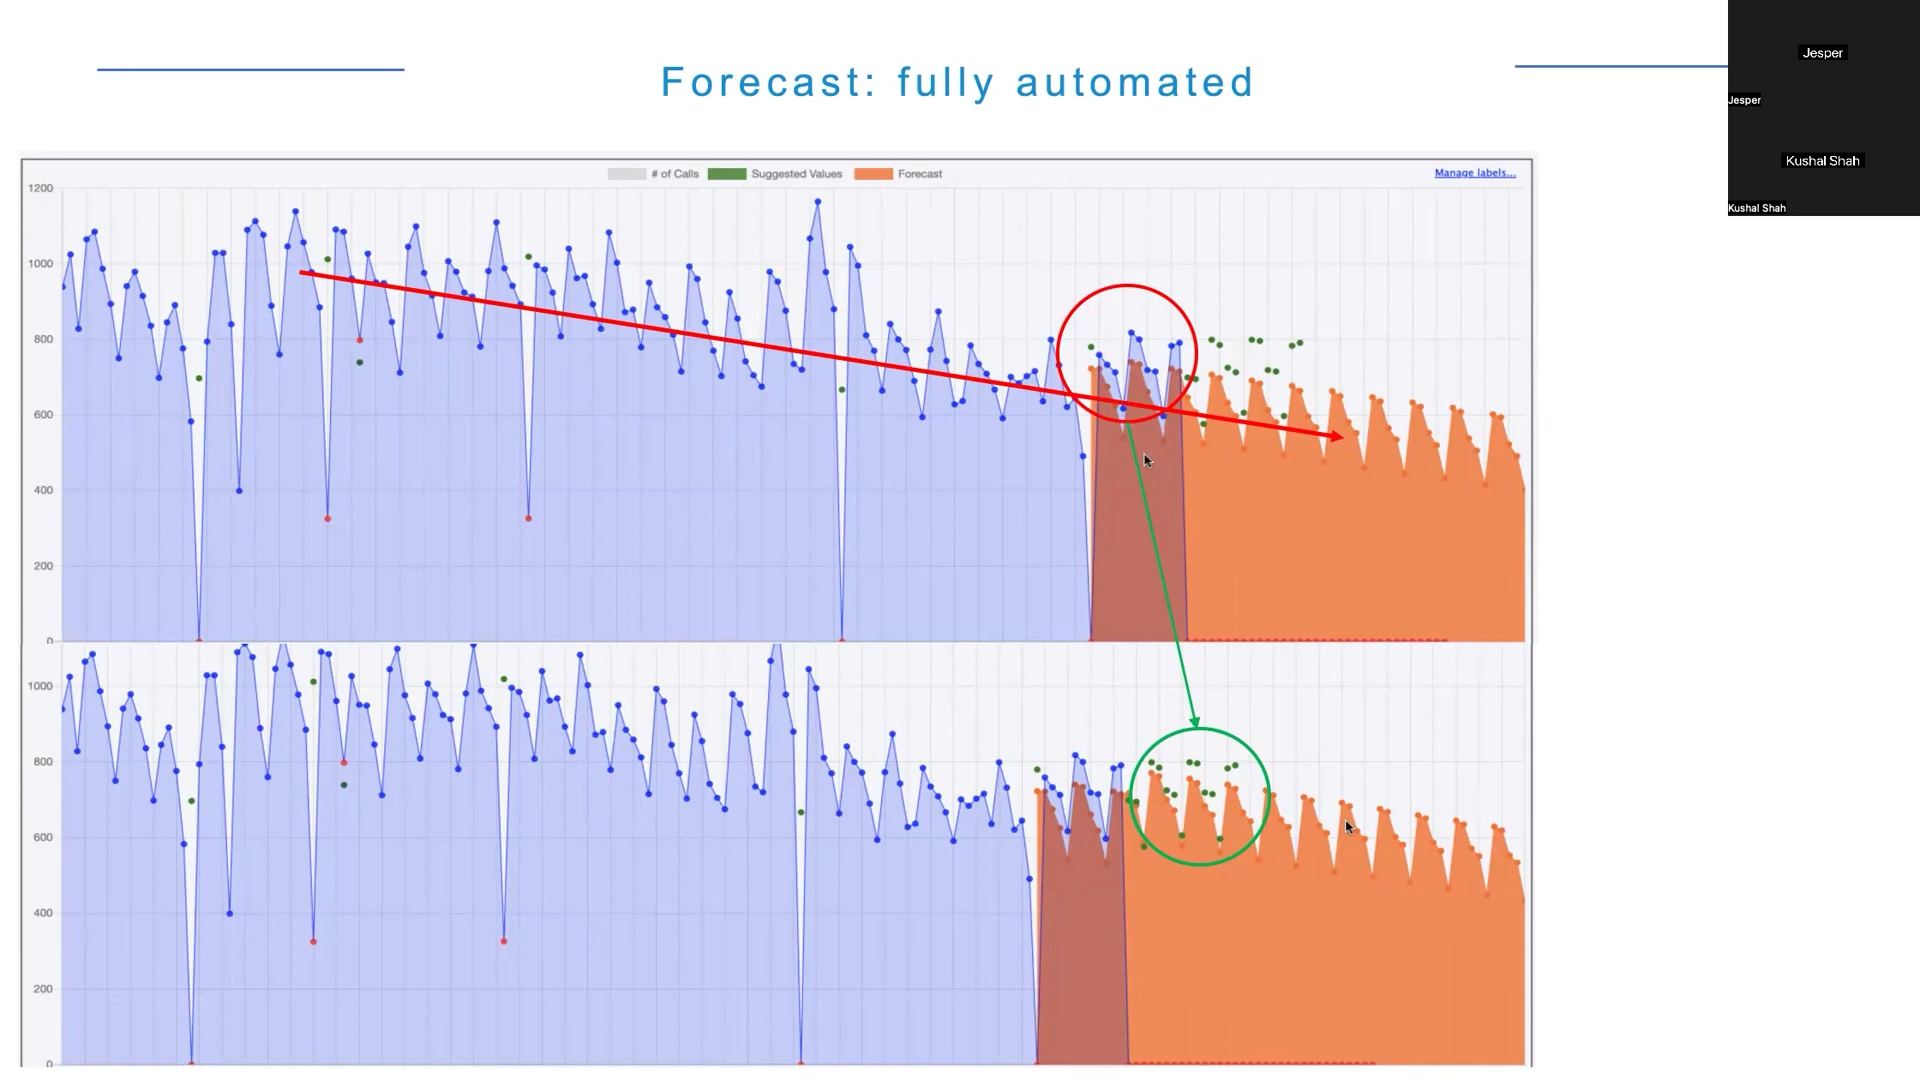 Forecast: fully automated
Jesper
Jesper
Kushal Shah
Kushal Shah
# of Calls Suggested Values Forecast Manage labels...
1200
1000
800
600
400
200
0
1000
800
600
400
200
0